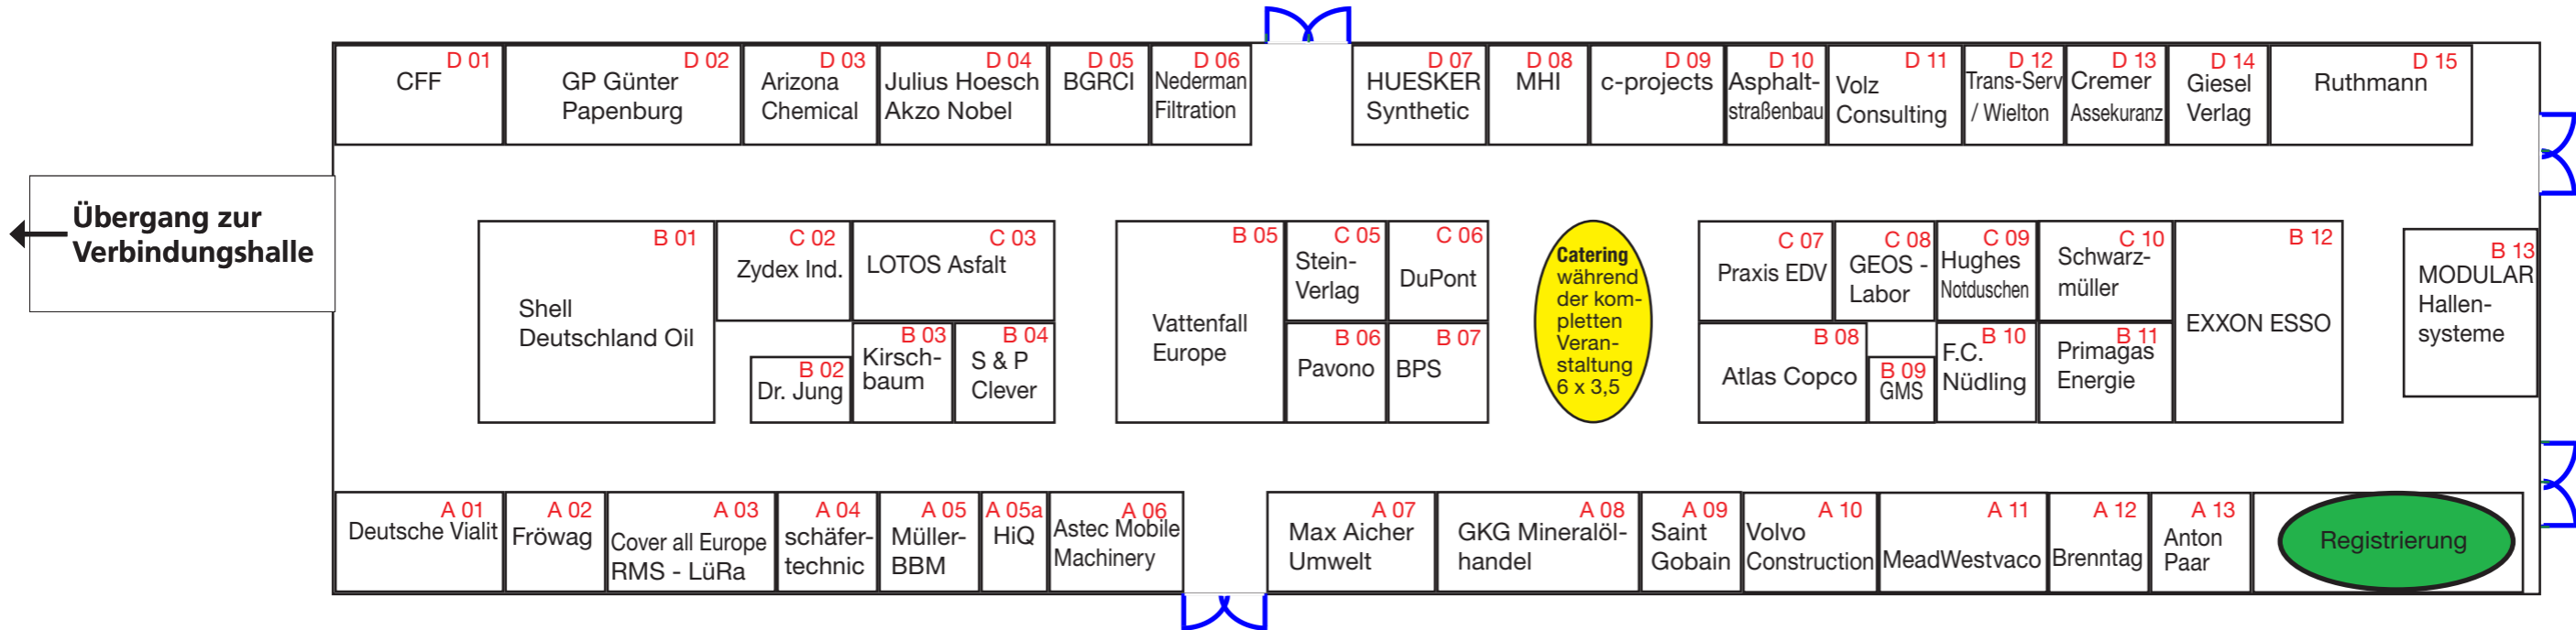 D 01
CFF
D 02
GP Günter
Papenburg
D 03
Arizona
Chemical
D 04
Julius Hoesch
Akzo Nobel
D 05
BGRCI
D 06
Nederman
Filtration
D 07
HUESKER
Synthetic
D 08
MHI
D 09
c-projects
D 10
Asphalt-
straßenbau
D 11
Volz
Consulting
D 12
Trans-Serv
/ Wielton
D 13
Cremer
Assekuranz
D 14
Giesel
Verlag
D 15
Ruthmann
Übergang zur
Verbindungshalle
B 01
Shell
Deutschland Oil
C 02
Zydex Ind.
C 03
LOTOS Asfalt
B 02
Dr. Jung
B 03
Kirsch-
baum
B 04
S & P
Clever
B 05
Vattenfall
Europe
C 05
Stein-
Verlag
C 06
DuPont
B 06
Pavono
B 07
BPS
Catering
während
der kom-
pletten
Veran-
staltung
6 x 3,5
C 07
Praxis EDV
C 08
GEOS -
Labor
C 09
Hughes
Notduschen
C 10
Schwarz-
müller
B 08
Atlas Copco
B 09
GMS
B 10
F.C.
Nüdling
B 11
Primagas
Energie
B 12
EXXON ESSO
B 13
MODULAR
Hallen-
systeme
A 01
Deutsche Vialit
A 02
Fröwag
A 03
Cover all Europe
RMS - LüRa
A 04
schäfer-
technic
A 05
Müller-
BBM
A 05a
HiQ
A 06
Astec Mobile
Machinery
A 07
Max Aicher
Umwelt
A 08
GKG Mineralöl-
handel
A 09
Saint
Gobain
A 10
Volvo
Construction
A 11
MeadWestvaco
A 12
Brenntag
A 13
Anton
Paar
Registrierung